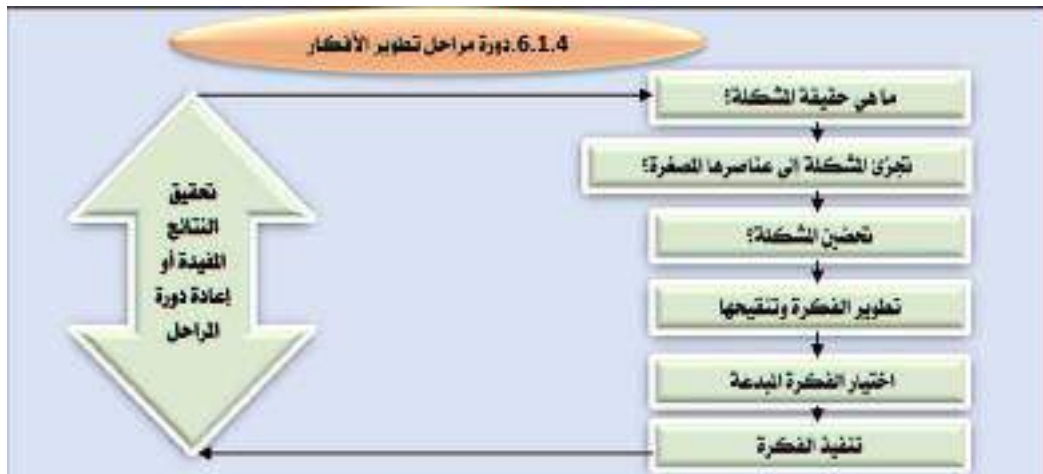 6.1.4.دورة مراحل تطوير الأفكار
ما هي حقيقة المشكلة؟
تجزئ المشكلة الى عناصرها المصغرة؟
تحضين المشكلة؟
تطوير الفكرة وتنقيحها
اختيار الفكرة المبدعة
تنفيذ الفكرة
تحقيق
النتائج
المفيدة أو
إعادة دورة
المراحل